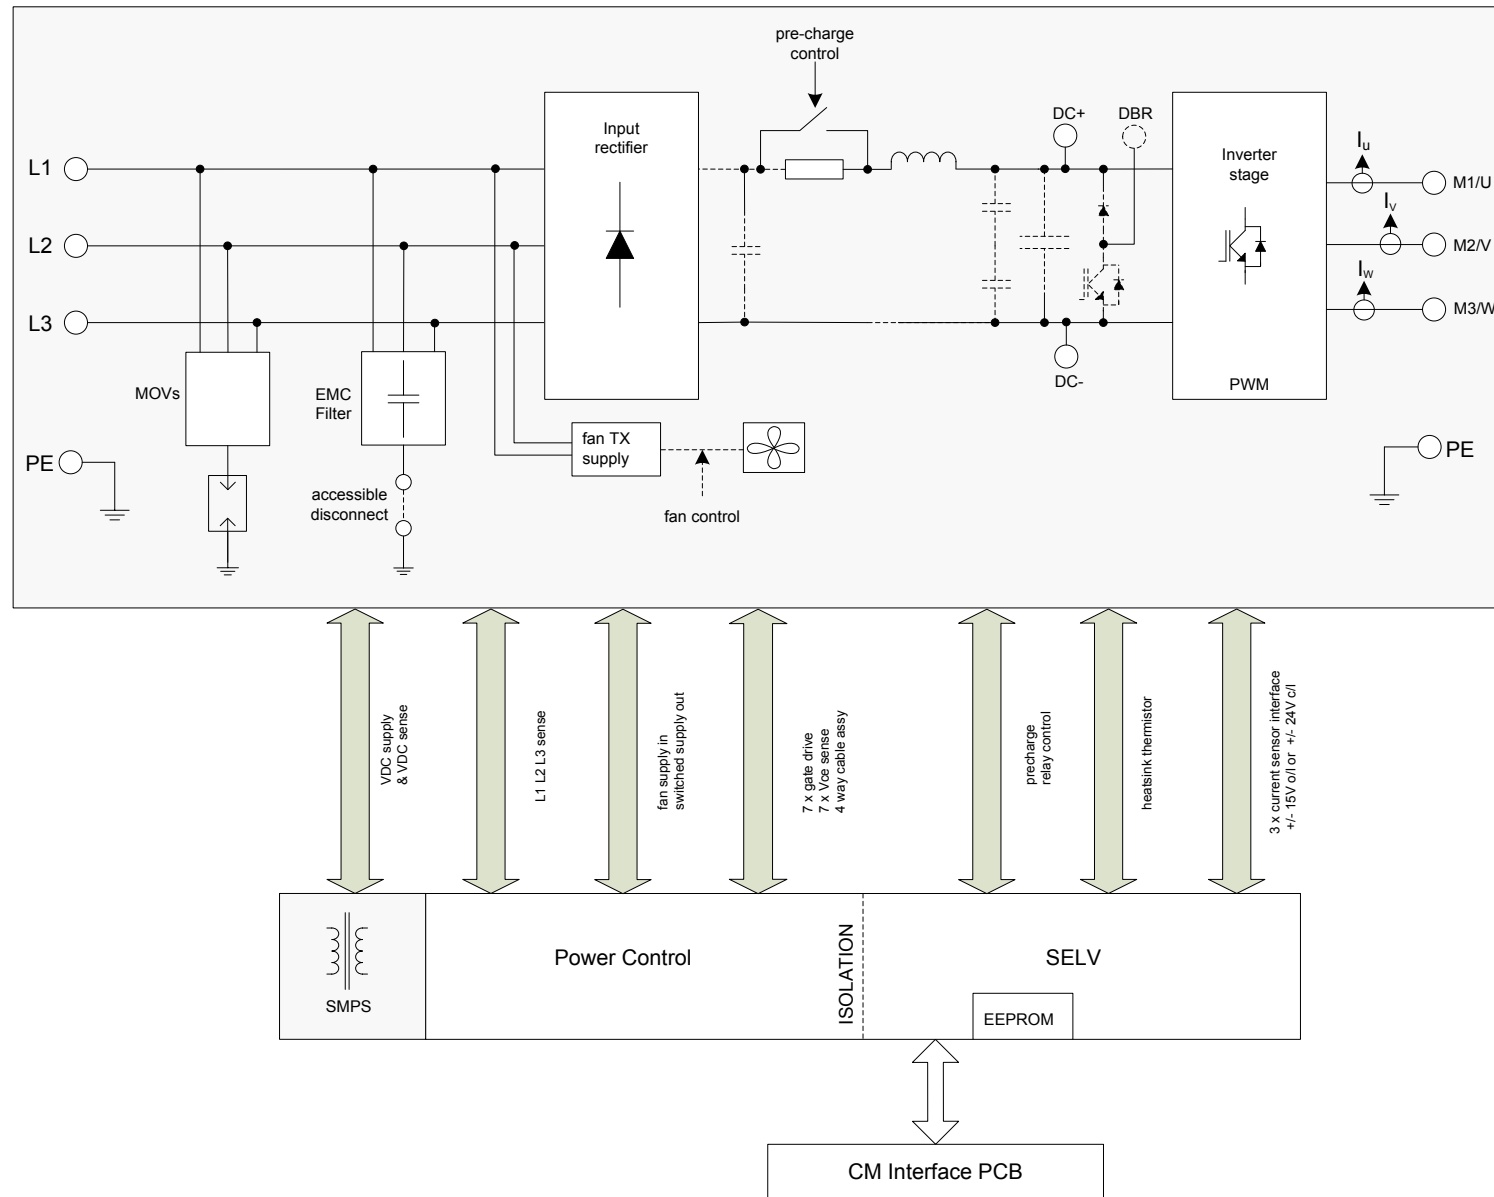 pre-charge
control
DC+
DBR
Input
rectifier
Inverter
stage
Iu
L1
M1/U
Iv
L2
M2/V
Iw
L3
M3/W
MOVs
EMC
Filter
DC-
PWM
fan TX
supply
PE
PE
accessible
disconnect
fan control
VDC supply
& VDC sense
L1 L2 L3 sense
fan supply in
switched supply out
7 x gate drive
7 x Vce sense
4 way cable assy
precharge
relay control
heatsink thermistor
3 x current sensor interface
+/- 15V o/l or +/- 24V c/l
SMPS
Power Control
ISOLATION
SELV
EEPROM
CM Interface PCB